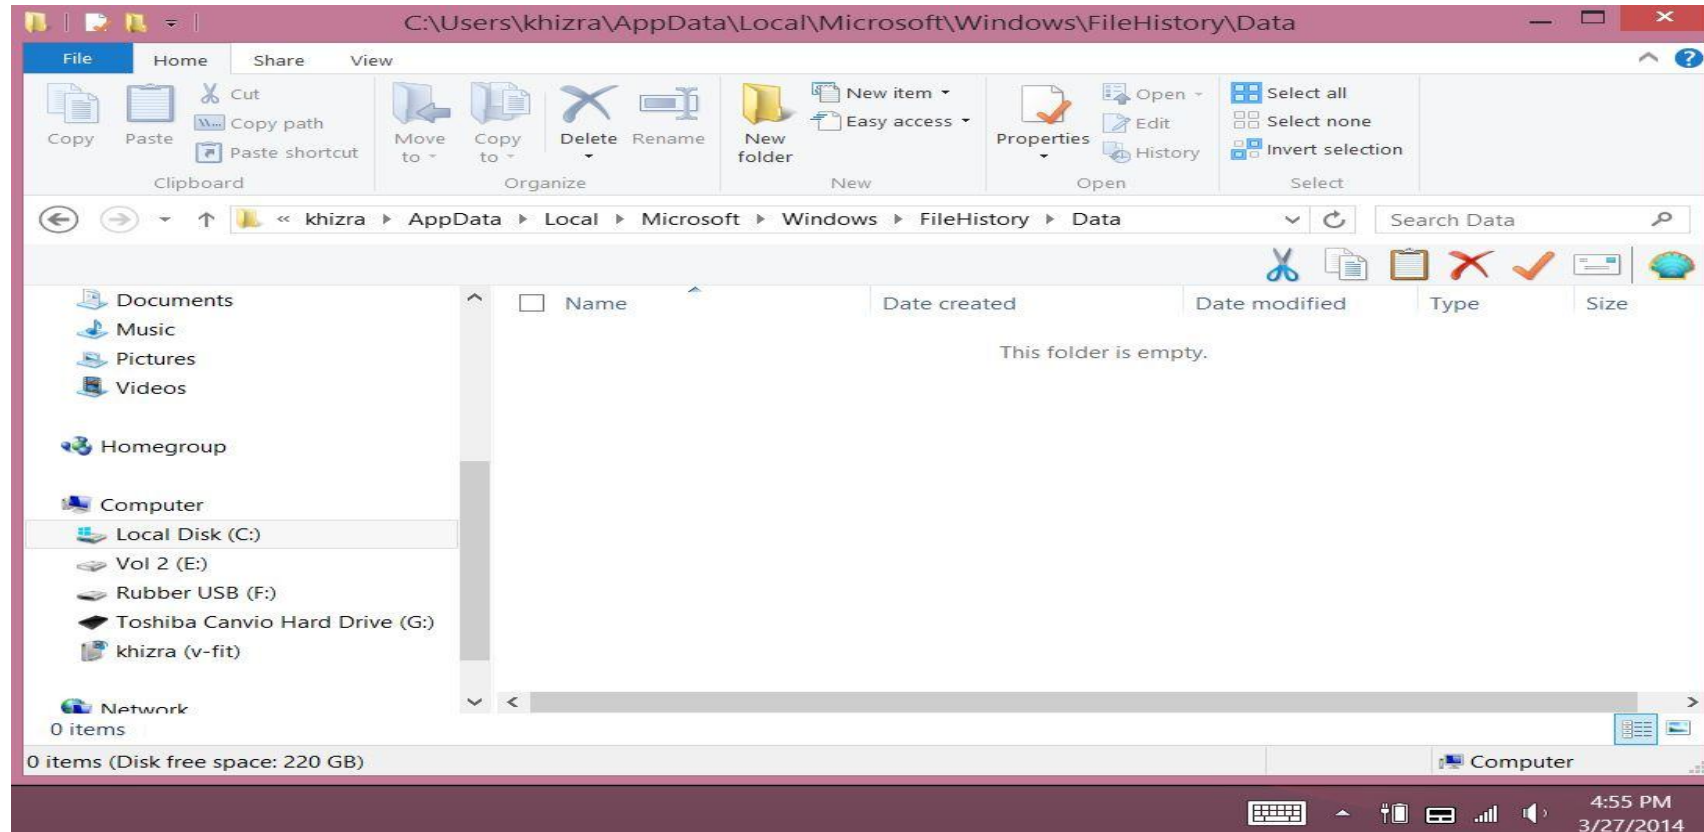 C:\Users\khizra\AppData\Local\Microsoft\Windows\FileHistory\Data
File Home Share View
Copy
Paste
Cut
Copy path
Paste shortcut
Clipboard
Move to
Copy to
Delete
Rename
Organize
New folder
New item
Easy access
New
Properties
Open
Edit
History
Open
Select all
Select none
Invert selection
Select
« khizra AppData Local Microsoft Windows FileHistory Data
Search Data
Documents
Music
Pictures
Videos
Homegroup
Computer
Local Disk (C:)
Vol 2 (E:)
Rubber USB (F:)
Toshiba Canvio Hard Drive (G:)
khizra (v-fit)
Network
Name Date created Date modified Type Size
This folder is empty.
0 items
0 items (Disk free space: 220 GB)
Computer
4:55 PM
3/27/2014